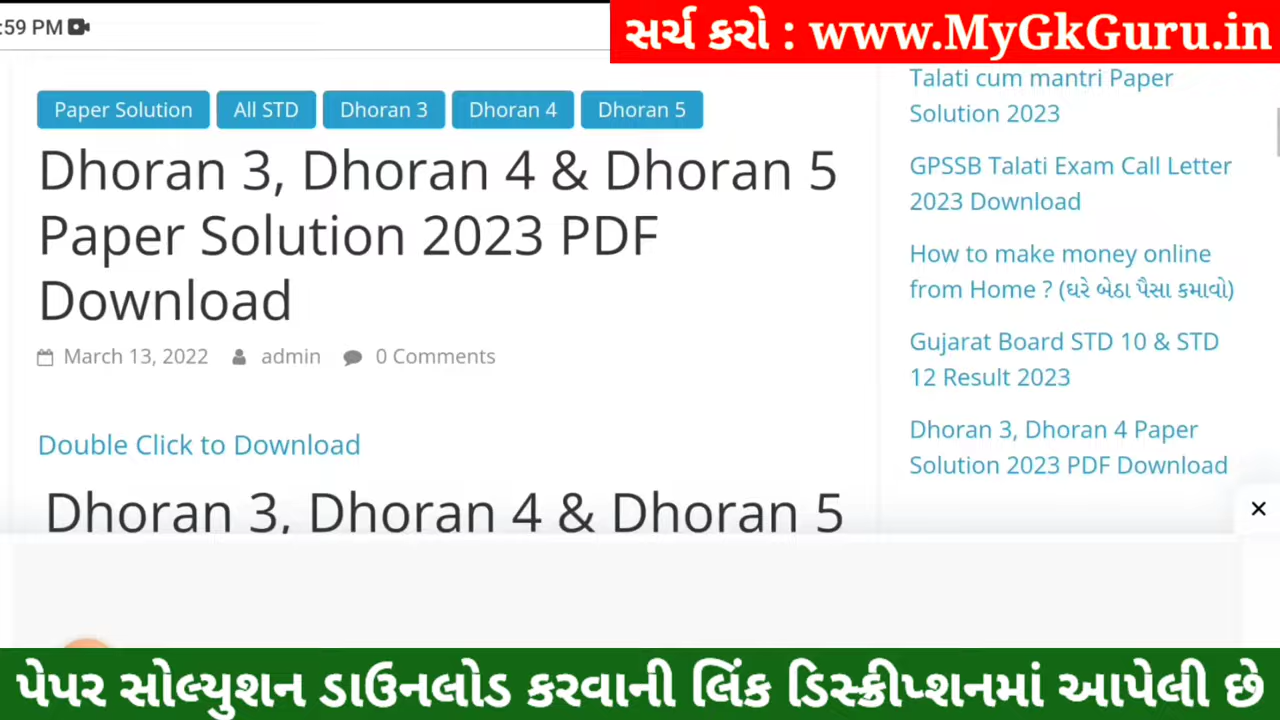 :59 PM
સર્ચ કરો : www.MyGkGuru.in
Paper Solution
All STD
Dhoran 3
Dhoran 4
Dhoran 5
Dhoran 3, Dhoran 4 & Dhoran 5
Paper Solution 2023 PDF
Download
March 13, 2022 admin 0 Comments
Double Click to Download
Dhoran 3, Dhoran 4 & Dhoran 5
Talati cum mantri Paper
Solution 2023
GPSSB Talati Exam Call Letter
2023 Download
How to make money online
from Home ? (ઘરે બેઠા પૈસા કમાવો)
Gujarat Board STD 10 & STD
12 Result 2023
Dhoran 3, Dhoran 4 Paper
Solution 2023 PDF Download
પેપર સોલ્યુશન ડાઉનલોડ કરવાની લિંક ડિસ્ક્રીપ્શનમાં આપેલી છે